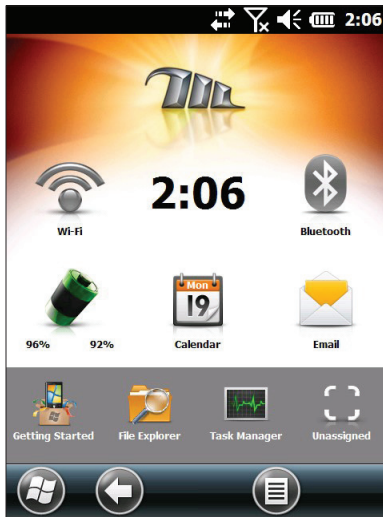 2:06
2:06
Wi-Fi
Bluetooth
Mon
19
96% 92%
Calendar
Email
Getting Started
File Explorer
Task Manager
Unassigned